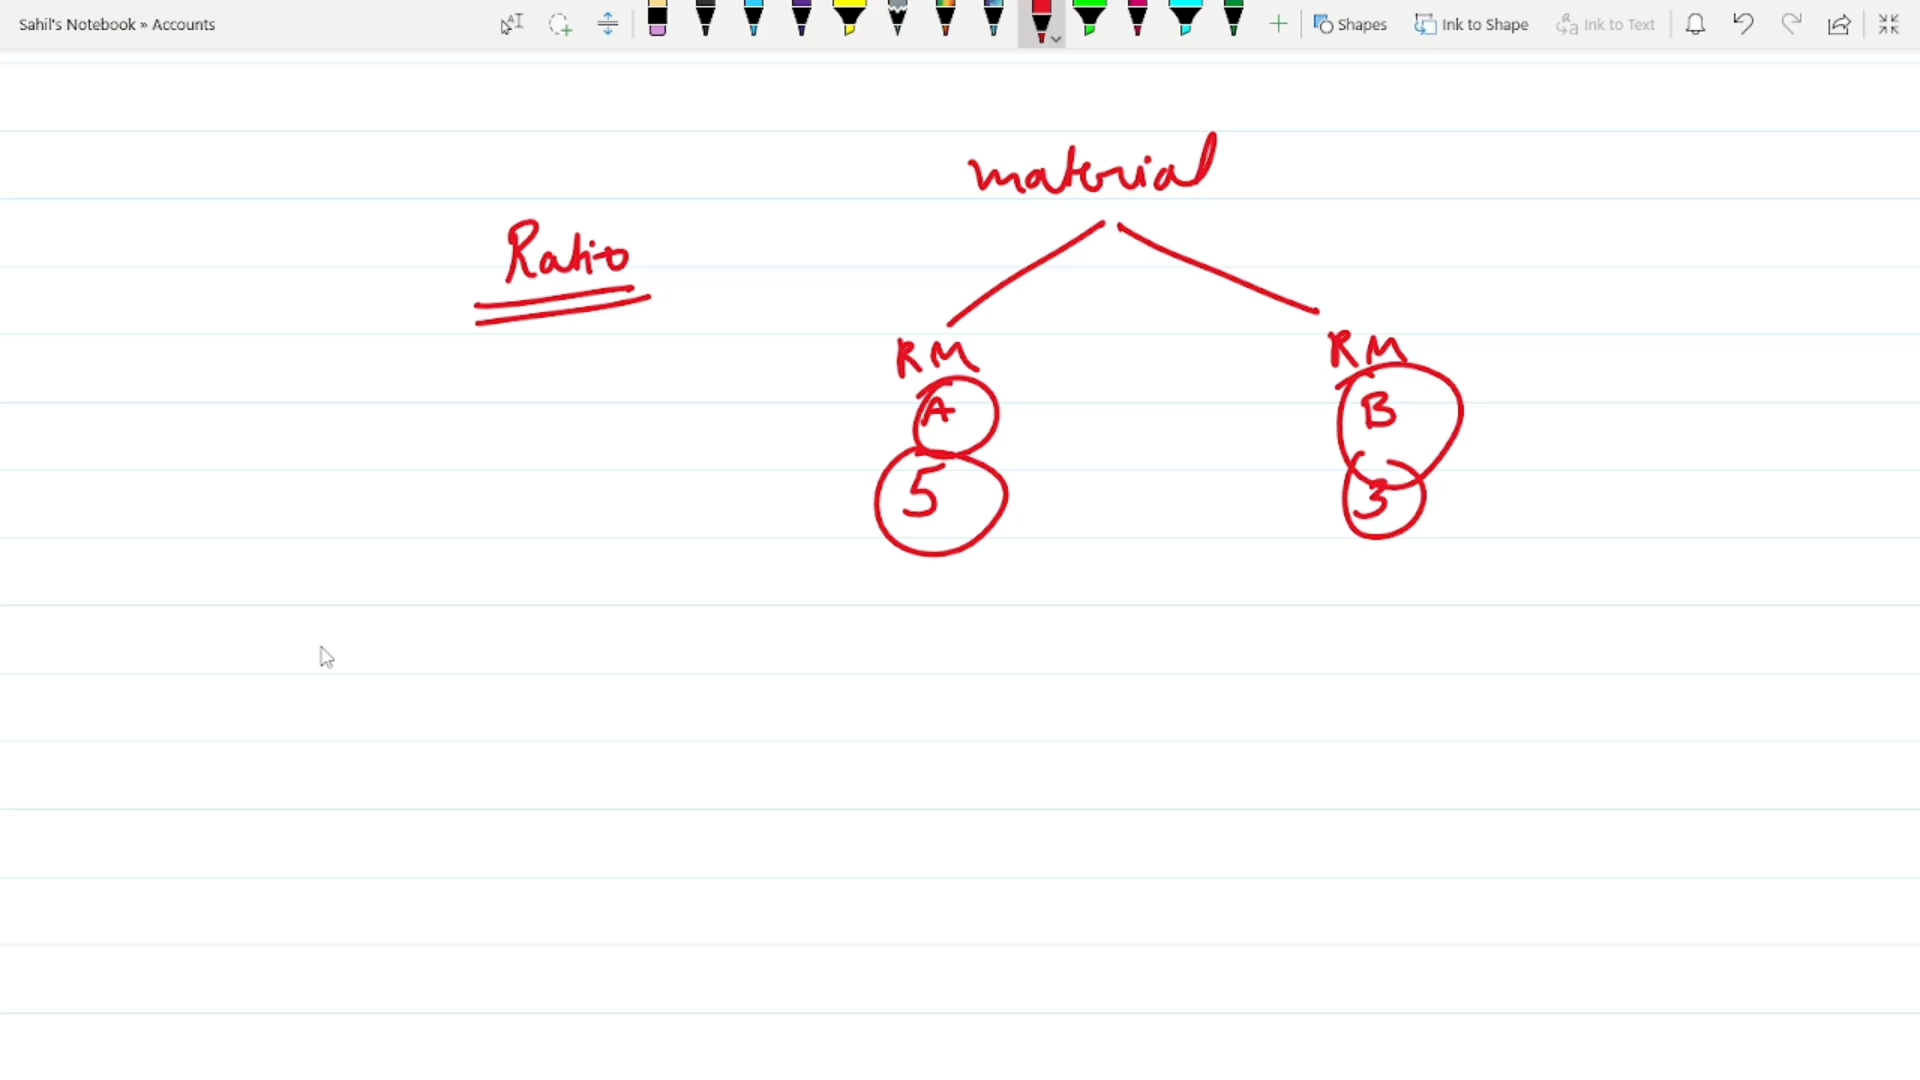 Sahil's Notebook » Accounts
Shapes
Ink to Shape
Ink to Text
material
Ratio
RM
RM
A
B
5
3